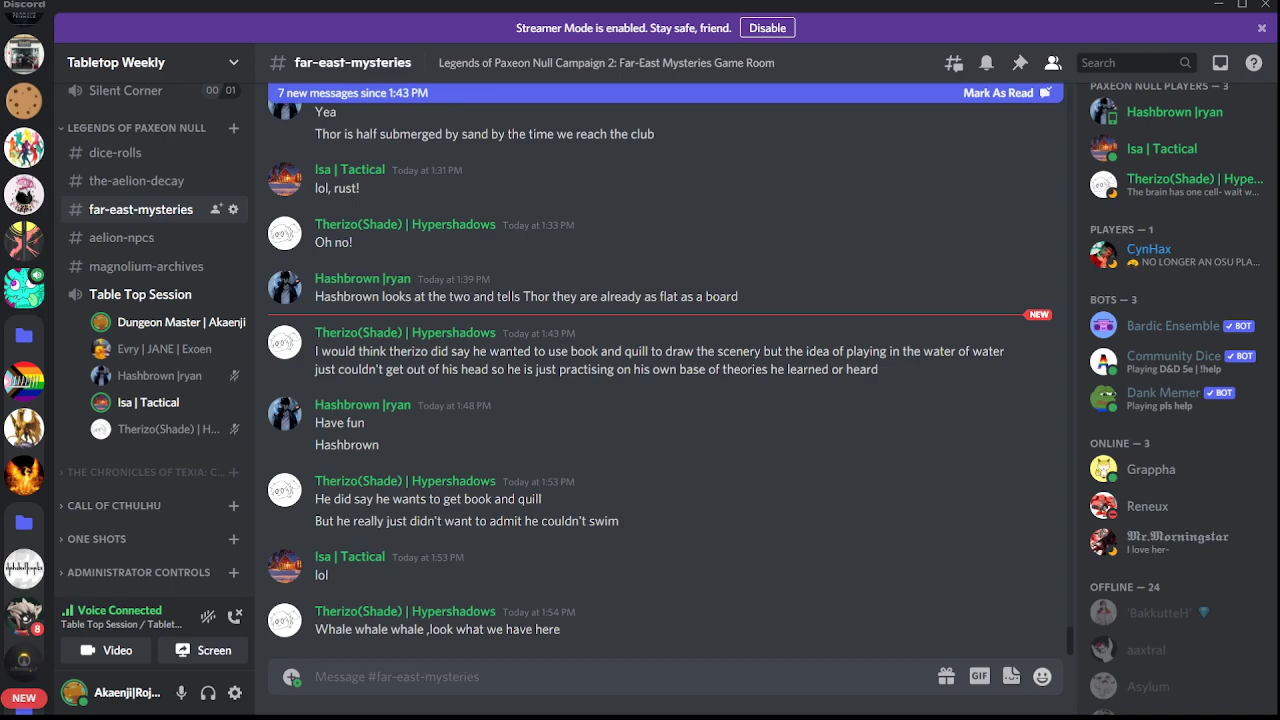 Discord
Streamer Mode is enabled. Stay safe, friend. Disable
Tabletop Weekly
Silent Corner 00 01
LEGENDS OF PAXEON NULL
dice-rolls
the-aelion-decay
far-east-mysteries
aelion-npcs
magnolium-archives
Table Top Session
Dungeon Master | Akaenji
Evry | JANE | Exoen
Hashbrown |ryan
Isa | Tactical
Therizo(Shade) | H...
THE CHRONICLES OF TEXIA: C...
CALL OF CTHULHU
ONE SHOTS
ADMINISTRATOR CONTROLS
Voice Connected
Table Top Session / Tablet...
Video Screen
Akaenji|Roj...
8
NEW
# far-east-mysteries Legends of Paxeon Null Campaign 2: Far-East Mysteries Game Room
Search
7 new messages since 1:43 PM Mark As Read
Yea
Thor is half submerged by sand by the time we reach the club
Isa | Tactical Today at 1:31 PM
lol, rust!
Therizo(Shade) | Hypershadows Today at 1:33 PM
Oh no!
Hashbrown |ryan Today at 1:39 PM
Hashbrown looks at the two and tells Thor they are already as flat as a board
NEW
Therizo(Shade) | Hypershadows Today at 1:43 PM
I would think therizo did say he wanted to use book and quill to draw the scenery but the idea of playing in the water of water
just couldn't get out of his head so he is just practising on his own base of theories he learned or heard
Hashbrown |ryan Today at 1:48 PM
Have fun
Hashbrown
Therizo(Shade) | Hypershadows Today at 1:53 PM
He did say he wants to get book and quill
But he really just didn't want to admit he couldn't swim
Isa | Tactical Today at 1:53 PM
lol
Therizo(Shade) | Hypershadows Today at 1:54 PM
Whale whale whale ,look what we have here
Message #far-east-mysteries
GIF
PAXEON NULL PLAYERS — 3
Hashbrown |ryan
Isa | Tactical
Therizo(Shade) | Hype...
The brain has one cell- wait w...
PLAYERS — 1
CynHax
NO LONGER AN OSU PLA...
BOTS — 3
Bardic Ensemble ✓ BOT
Community Dice ✓ BOT
Playing D&D 5e | !help
Dank Memer ✓ BOT
Playing pls help
ONLINE — 3
Grappha
Reneux
𝕸𝖗.𝕸𝖔𝖗𝖓𝖎𝖓𝖌𝖘𝖙𝖆𝖗
I love her-
OFFLINE — 24
'BakkutteH'
aaxtral
Asylum